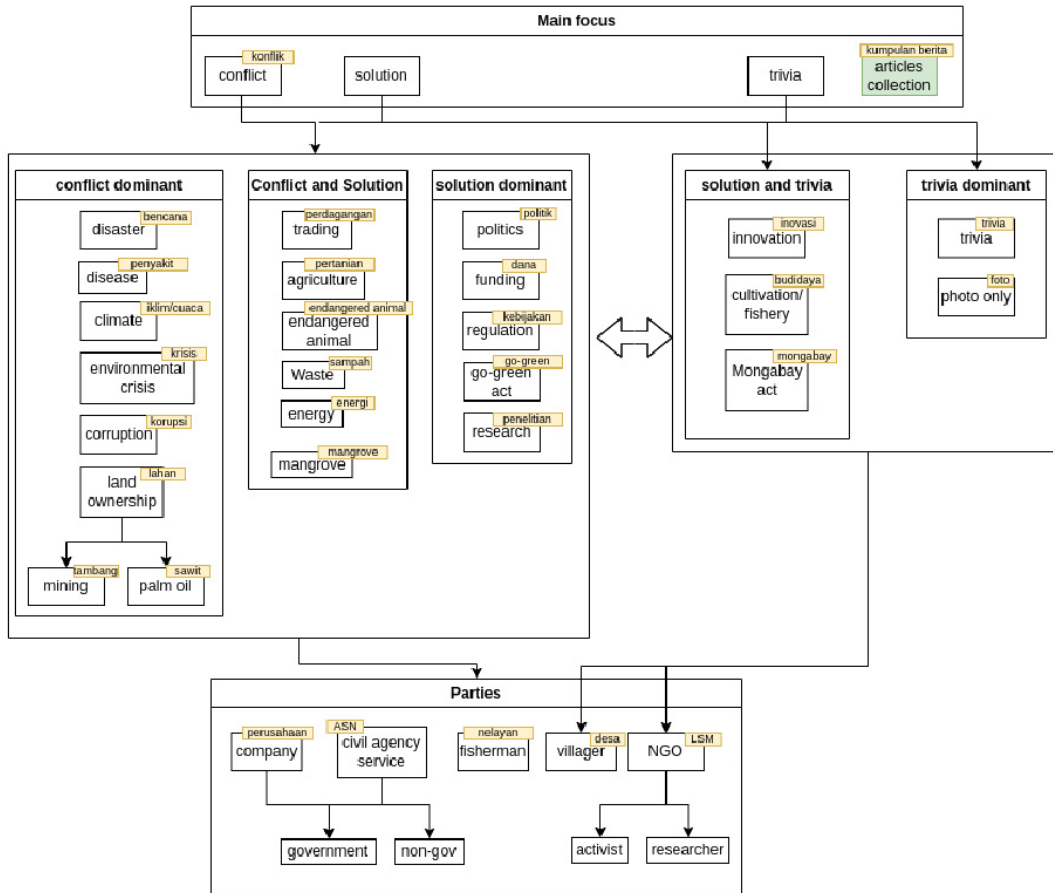 Main focus
konflik
conflict
solution
trivia
kumpulan berita
articles
collection
conflict dominant
bencana
disaster
penyakit
disease
iklim/cuaca
climate
krisis
environmental
crisis
korupsi
corruption
lahan
land
ownership
tambang
mining
sawit
palm oil
Conflict and Solution
perdagangan
trading
pertanian
agriculture
endangered animal
endangered
animal
sampah
Waste
energi
energy
mangrove
mangrove
solution dominant
politik
politics
dana
funding
kebijakan
regulation
go-green
go-green
act
penelitian
research
solution and trivia
inovasi
innovation
budidaya
cultivation/
fishery
mongabay
Mongabay
act
trivia dominant
trivia
trivia
foto
photo only
Parties
perusahaan
company
ASN
civil agency
service
nelayan
fisherman
desa
villager
LSM
NGO
government
non-gov
activist
researcher